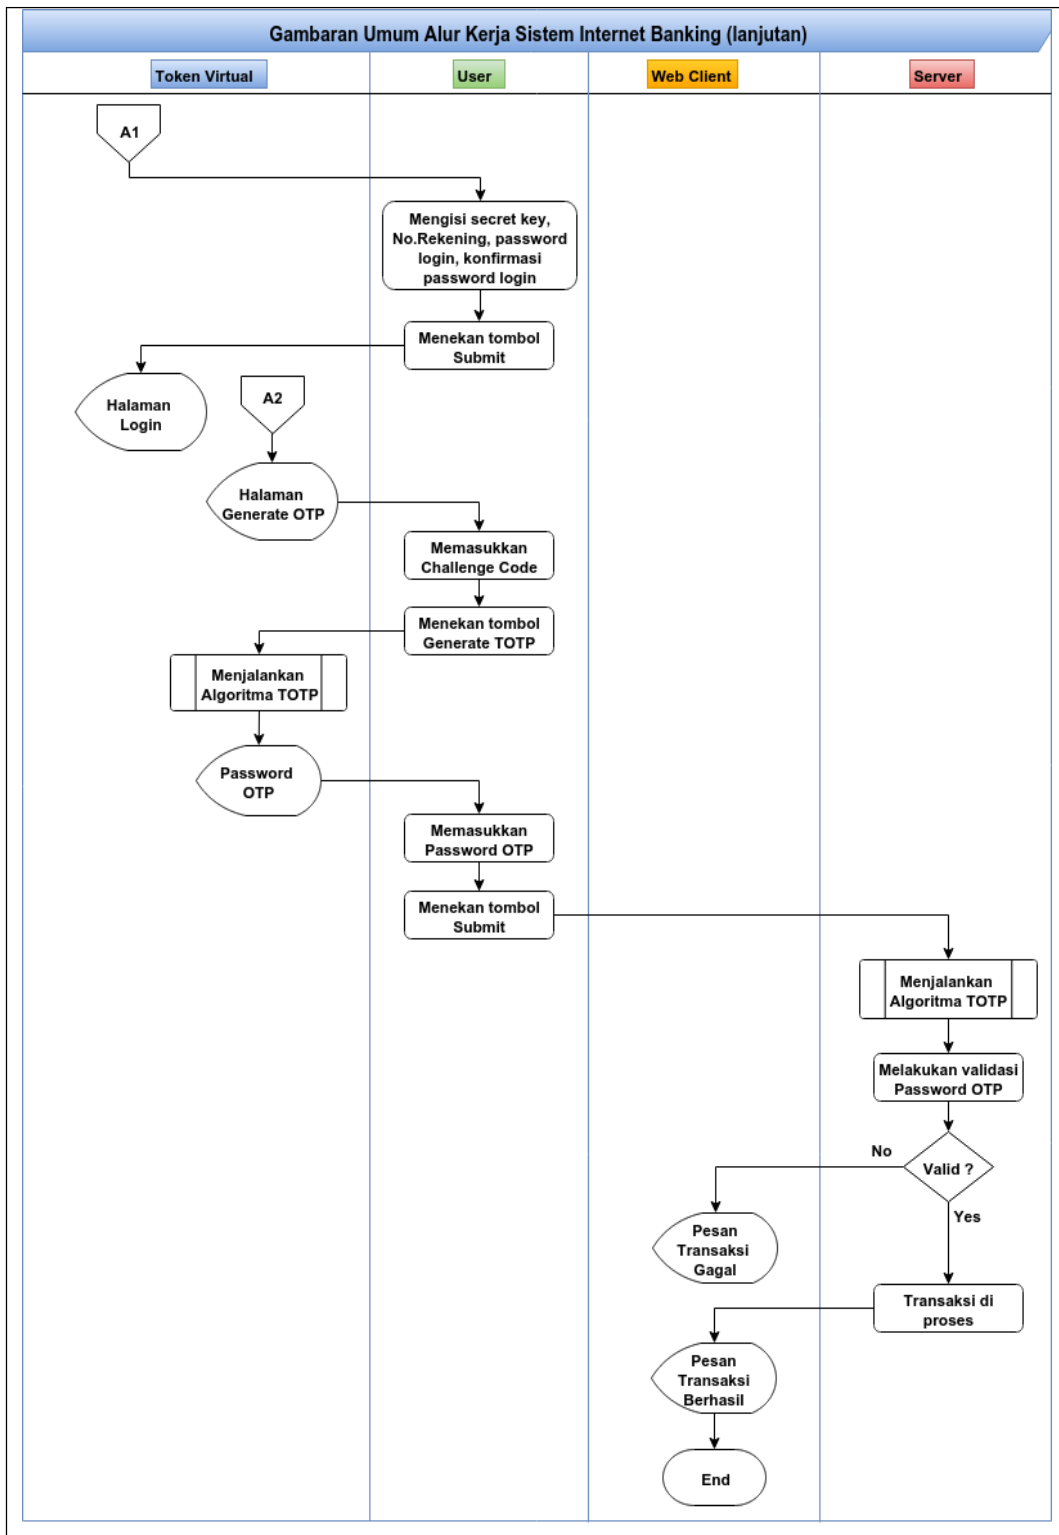 Gambaran Umum Alur Kerja Sistem Internet Banking (lanjutan)
Token Virtual
User
Web Client
Server
A1
Mengisi secret key,
No.Rekening, password
login, konfirmasi
password login
Menekan tombol
Submit
Halaman
Login
A2
Halaman
Generate OTP
Memasukkan
Challenge Code
Menekan tombol
Generate TOTP
Menjalankan
Algoritma TOTP
Password
OTP
Memasukkan
Password OTP
Menekan tombol
Submit
Menjalankan
Algoritma TOTP
Melakukan validasi
Password OTP
Valid ?
No
Yes
Pesan
Transaksi
Gagal
Transaksi di
proses
Pesan
Transaksi
Berhasil
End